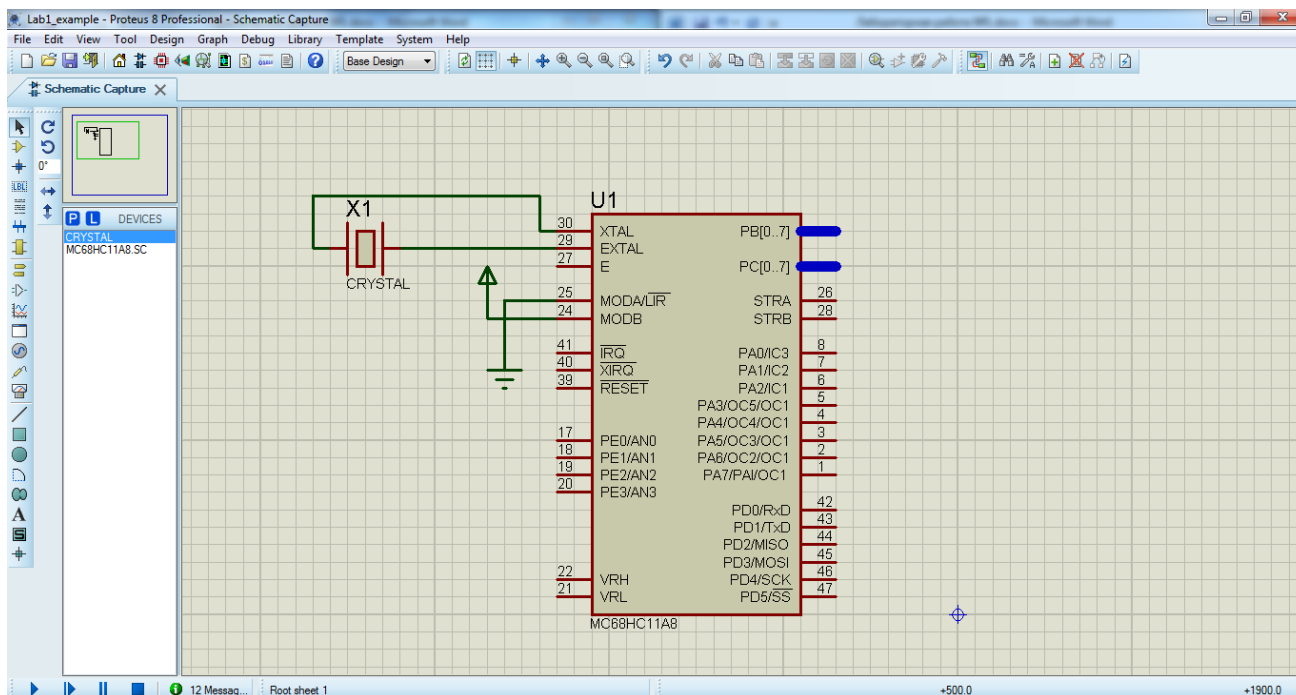 Lab1_example - Proteus 8 Professional - Schematic Capture
File Edit View Tool Design Graph Debug Library Template System Help
Base Design
Schematic Capture
0°
LBL
P L DEVICES
CRYSTAL
MC68HC11A8.SC
A
S
X1
CRYSTAL
U1
30 XTAL PB[0..7]
29 EXTAL
27 E PC[0..7]
25 MODA/LIR STRA 26
24 MODB STRB 28
41 IRQ PA0/IC3 8
40 XIRQ PA1/IC2 7
39 RESET PA2/IC1 6
PA3/OC5/OC1 5
PA4/OC4/OC1 4
17 PE0/AN0 PA5/OC3/OC1 3
18 PE1/AN1 PA6/OC2/OC1 2
19 PE2/AN2 PA7/PAI/OC1 1
20 PE3/AN3
PD0/RxD 42
PD1/TxD 43
PD2/MISO 44
PD3/MOSI 45
22 VRH PD4/SCK 46
21 VRL PD5/SS 47
MC68HC11A8
12 Messag... Root sheet 1 +500.0 +1900.0